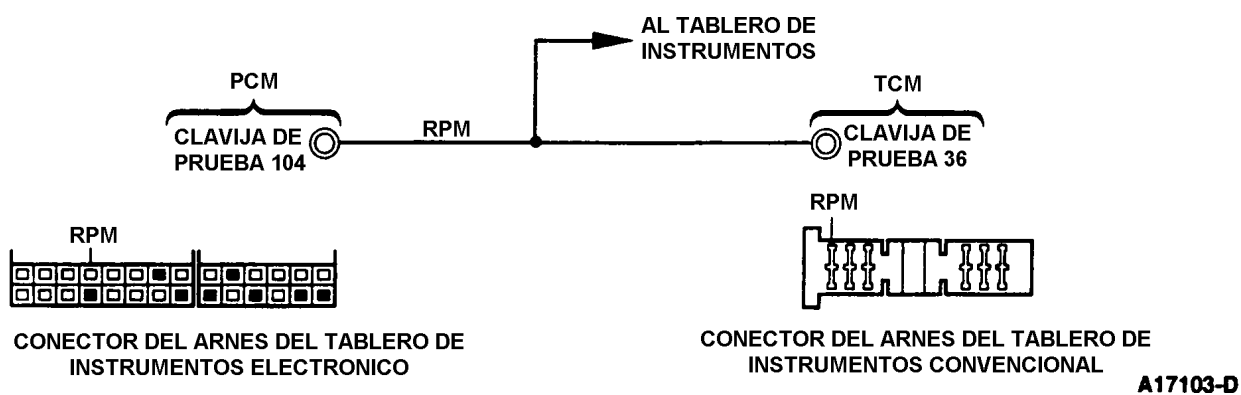 AL TABLERO DE
INSTRUMENTOS
PCM
TCM
CLAVIJA DE
PRUEBA 104
RPM
CLAVIJA DE
PRUEBA 36
RPM
RPM
CONECTOR DEL ARNES DEL TABLERO DE
INSTRUMENTOS ELECTRONICO
CONECTOR DEL ARNES DEL TABLERO DE
INSTRUMENTOS CONVENCIONAL
A17103-D